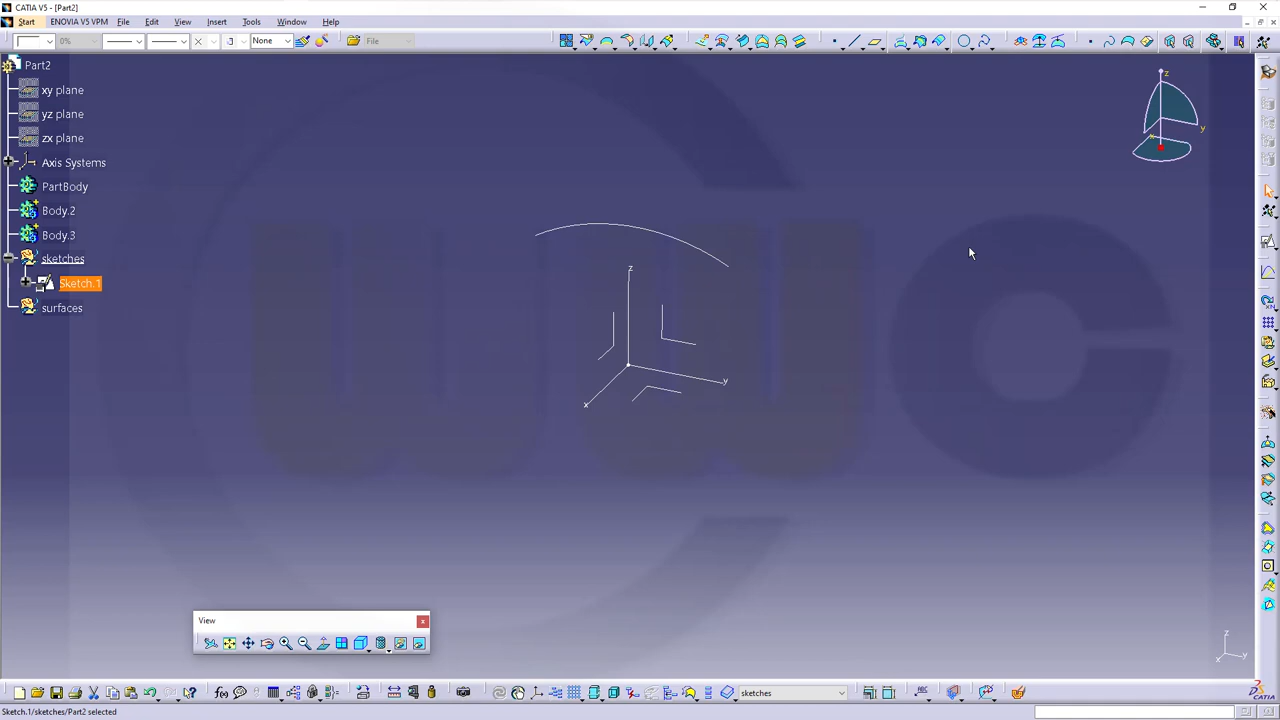 CATIA V5 - [Part2]
Start ENOVIA V5 VPM File Edit View Insert Tools Window Help
0% None File
Part2
xy plane
yz plane
zx plane
Axis Systems
PartBody
Body.2
Body.3
sketches
Sketch.1
surfaces
z
y
x
z
y
x
View
z
y
x
sketches
CATIA
Sketch.1/sketches/Part2 selected